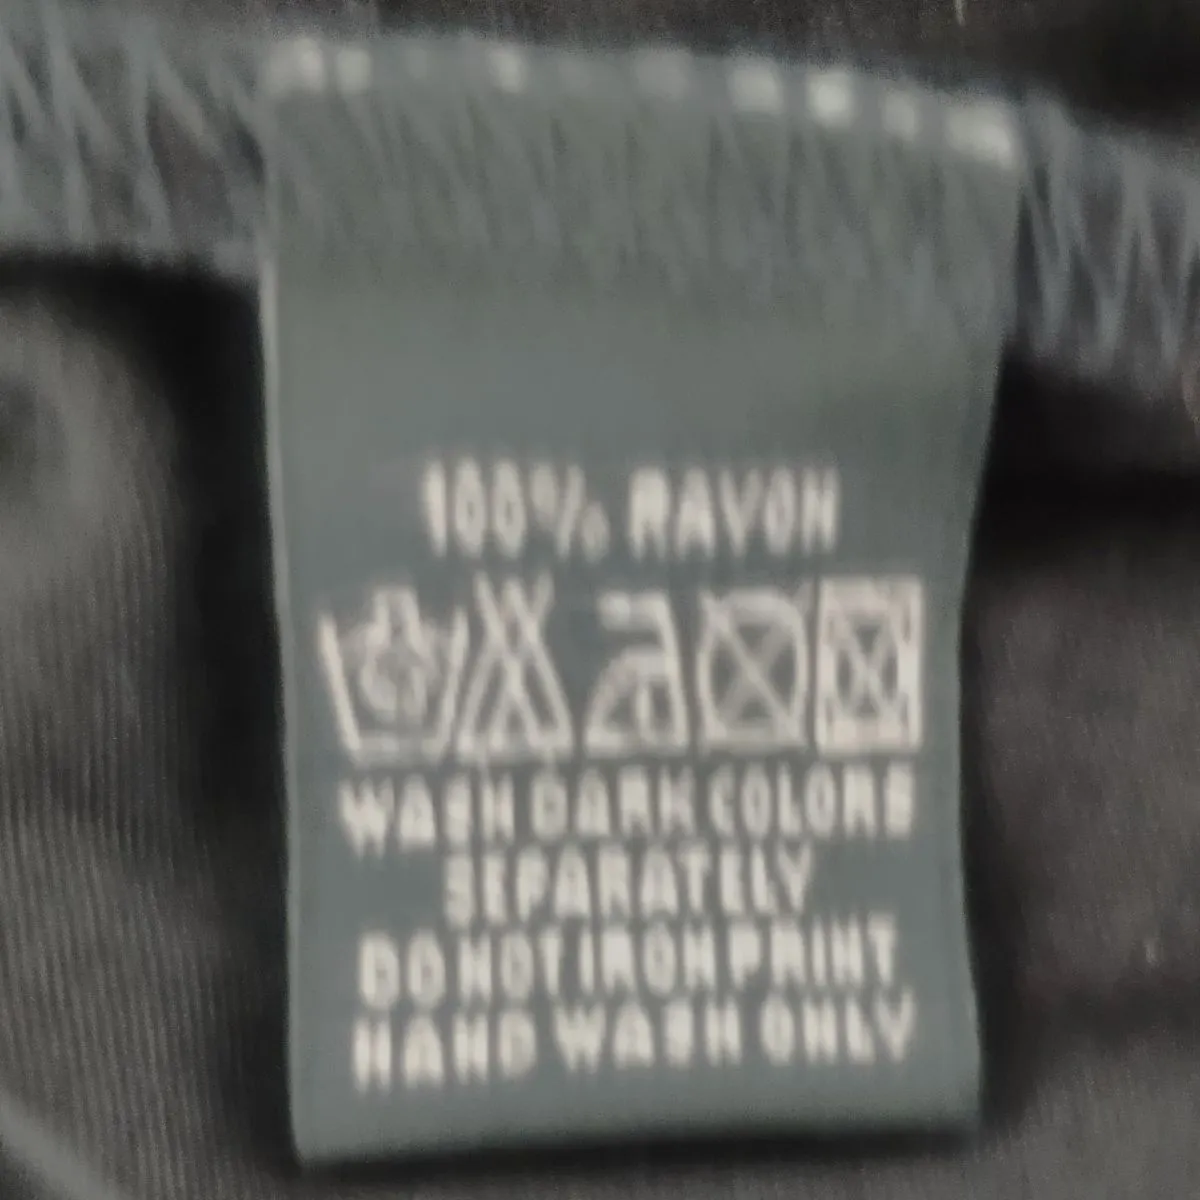 100% RAYON
WASH DARK COLORS
SEPARATELY
DO NOT IRON PRINT
HAND WASH ONLY